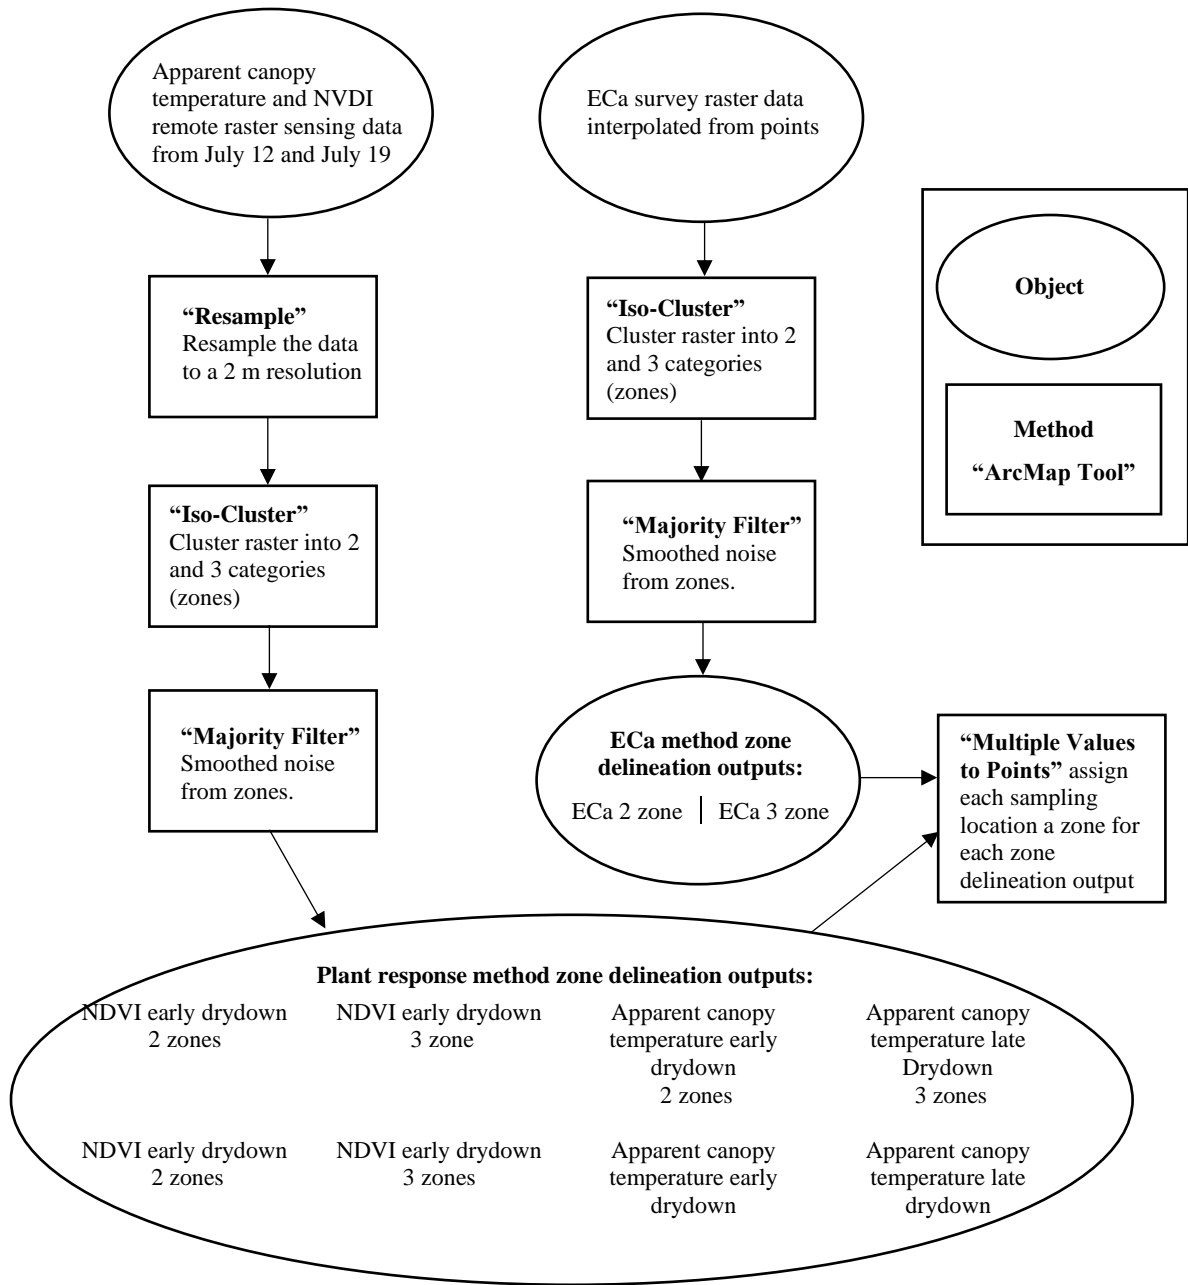 Apparent canopy
temperature and NVDI
remote raster sensing data
from July 12 and July 19
ECa survey raster data
interpolated from points
“Resample”
Resample the data
to a 2 m resolution
“Iso-Cluster”
Cluster raster into 2
and 3 categories
(zones)
Object
Method
“ArcMap Tool”
“Iso-Cluster”
Cluster raster into 2
and 3 categories
(zones)
“Majority Filter”
Smoothed noise
from zones.
“Majority Filter”
Smoothed noise
from zones.
ECa method zone
delineation outputs:
ECa 2 zone
ECa 3 zone
“Multiple Values
to Points” assign
each sampling
location a zone for
each zone
delineation output
Plant response method zone delineation outputs:
NDVI early drydown
2 zones
NDVI early drydown
3 zone
Apparent canopy
temperature early
drydown
2 zones
Apparent canopy
temperature late
Drydown
3 zones
NDVI early drydown
2 zones
NDVI early drydown
3 zones
Apparent canopy
temperature early
drydown
Apparent canopy
temperature late
drydown